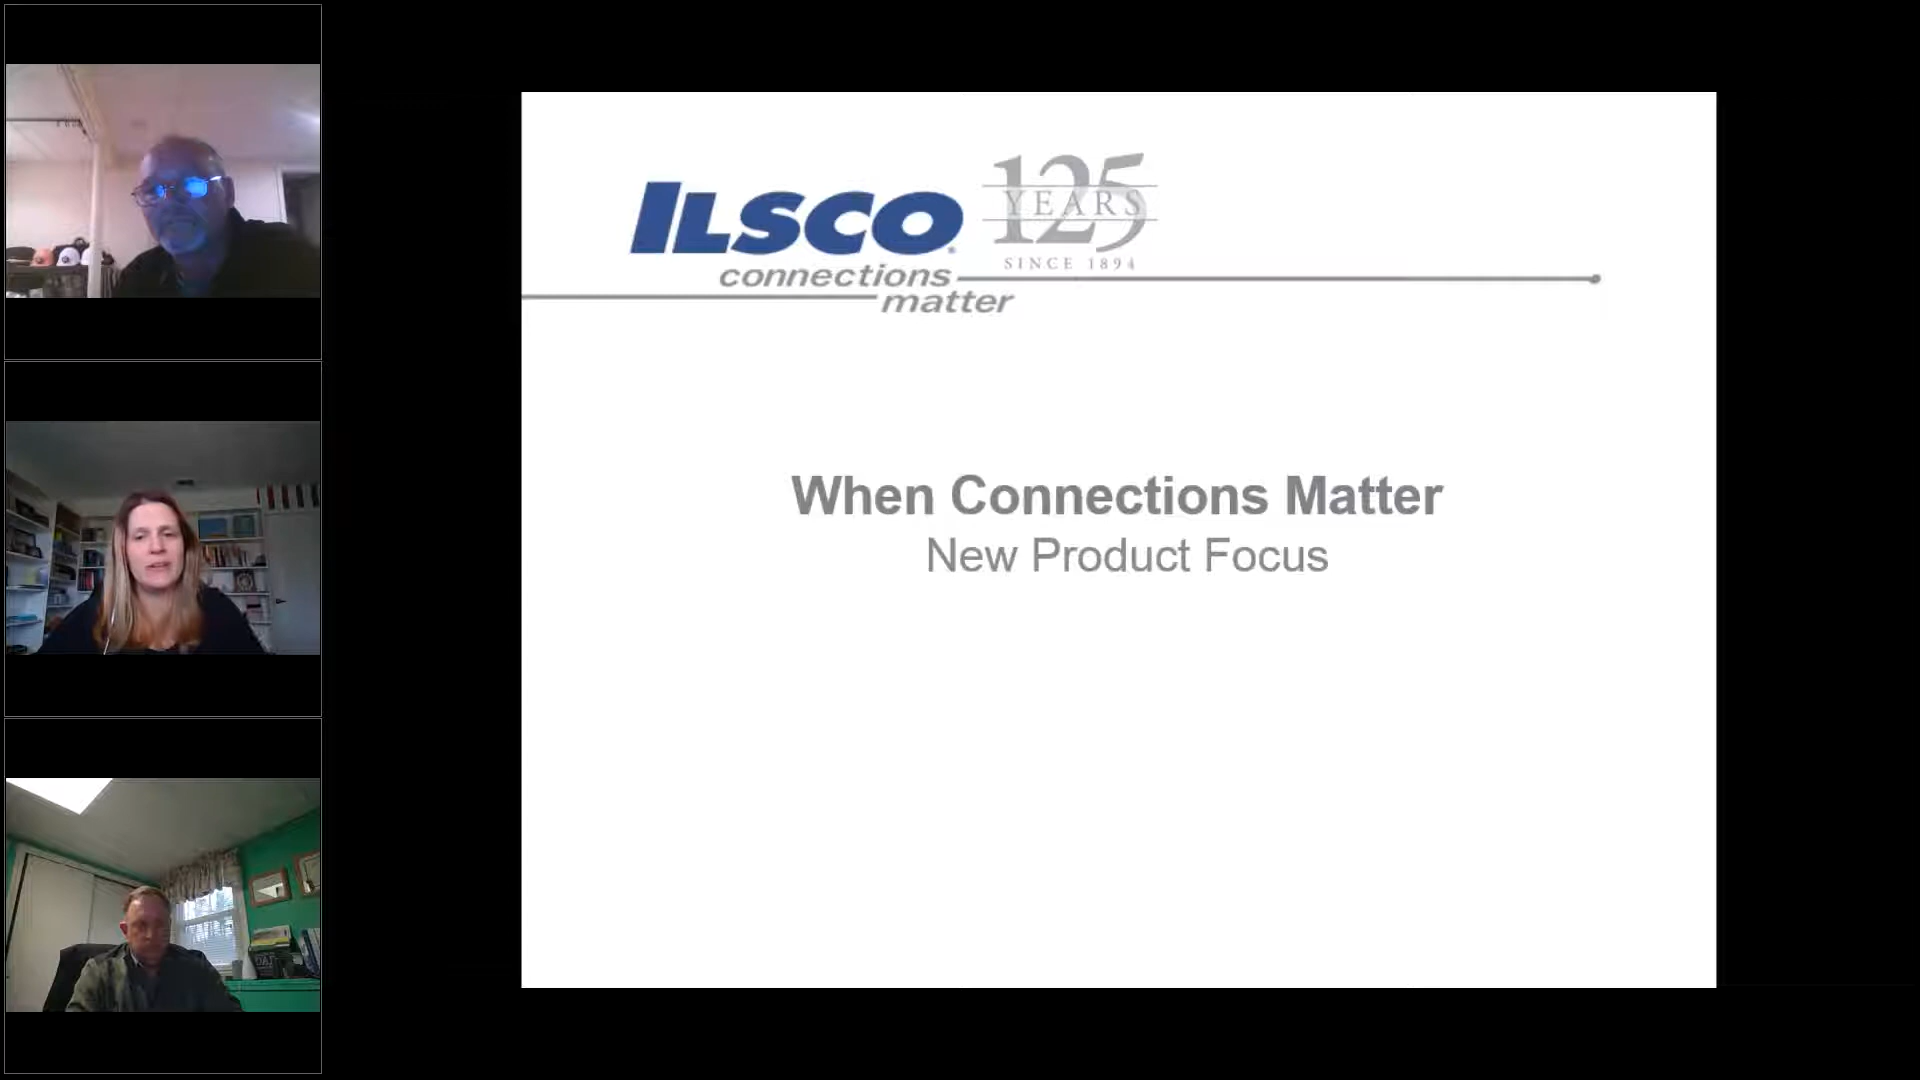 ILSCO
125
YEARS
SINCE 1894
connections
matter
When Connections Matter
New Product Focus